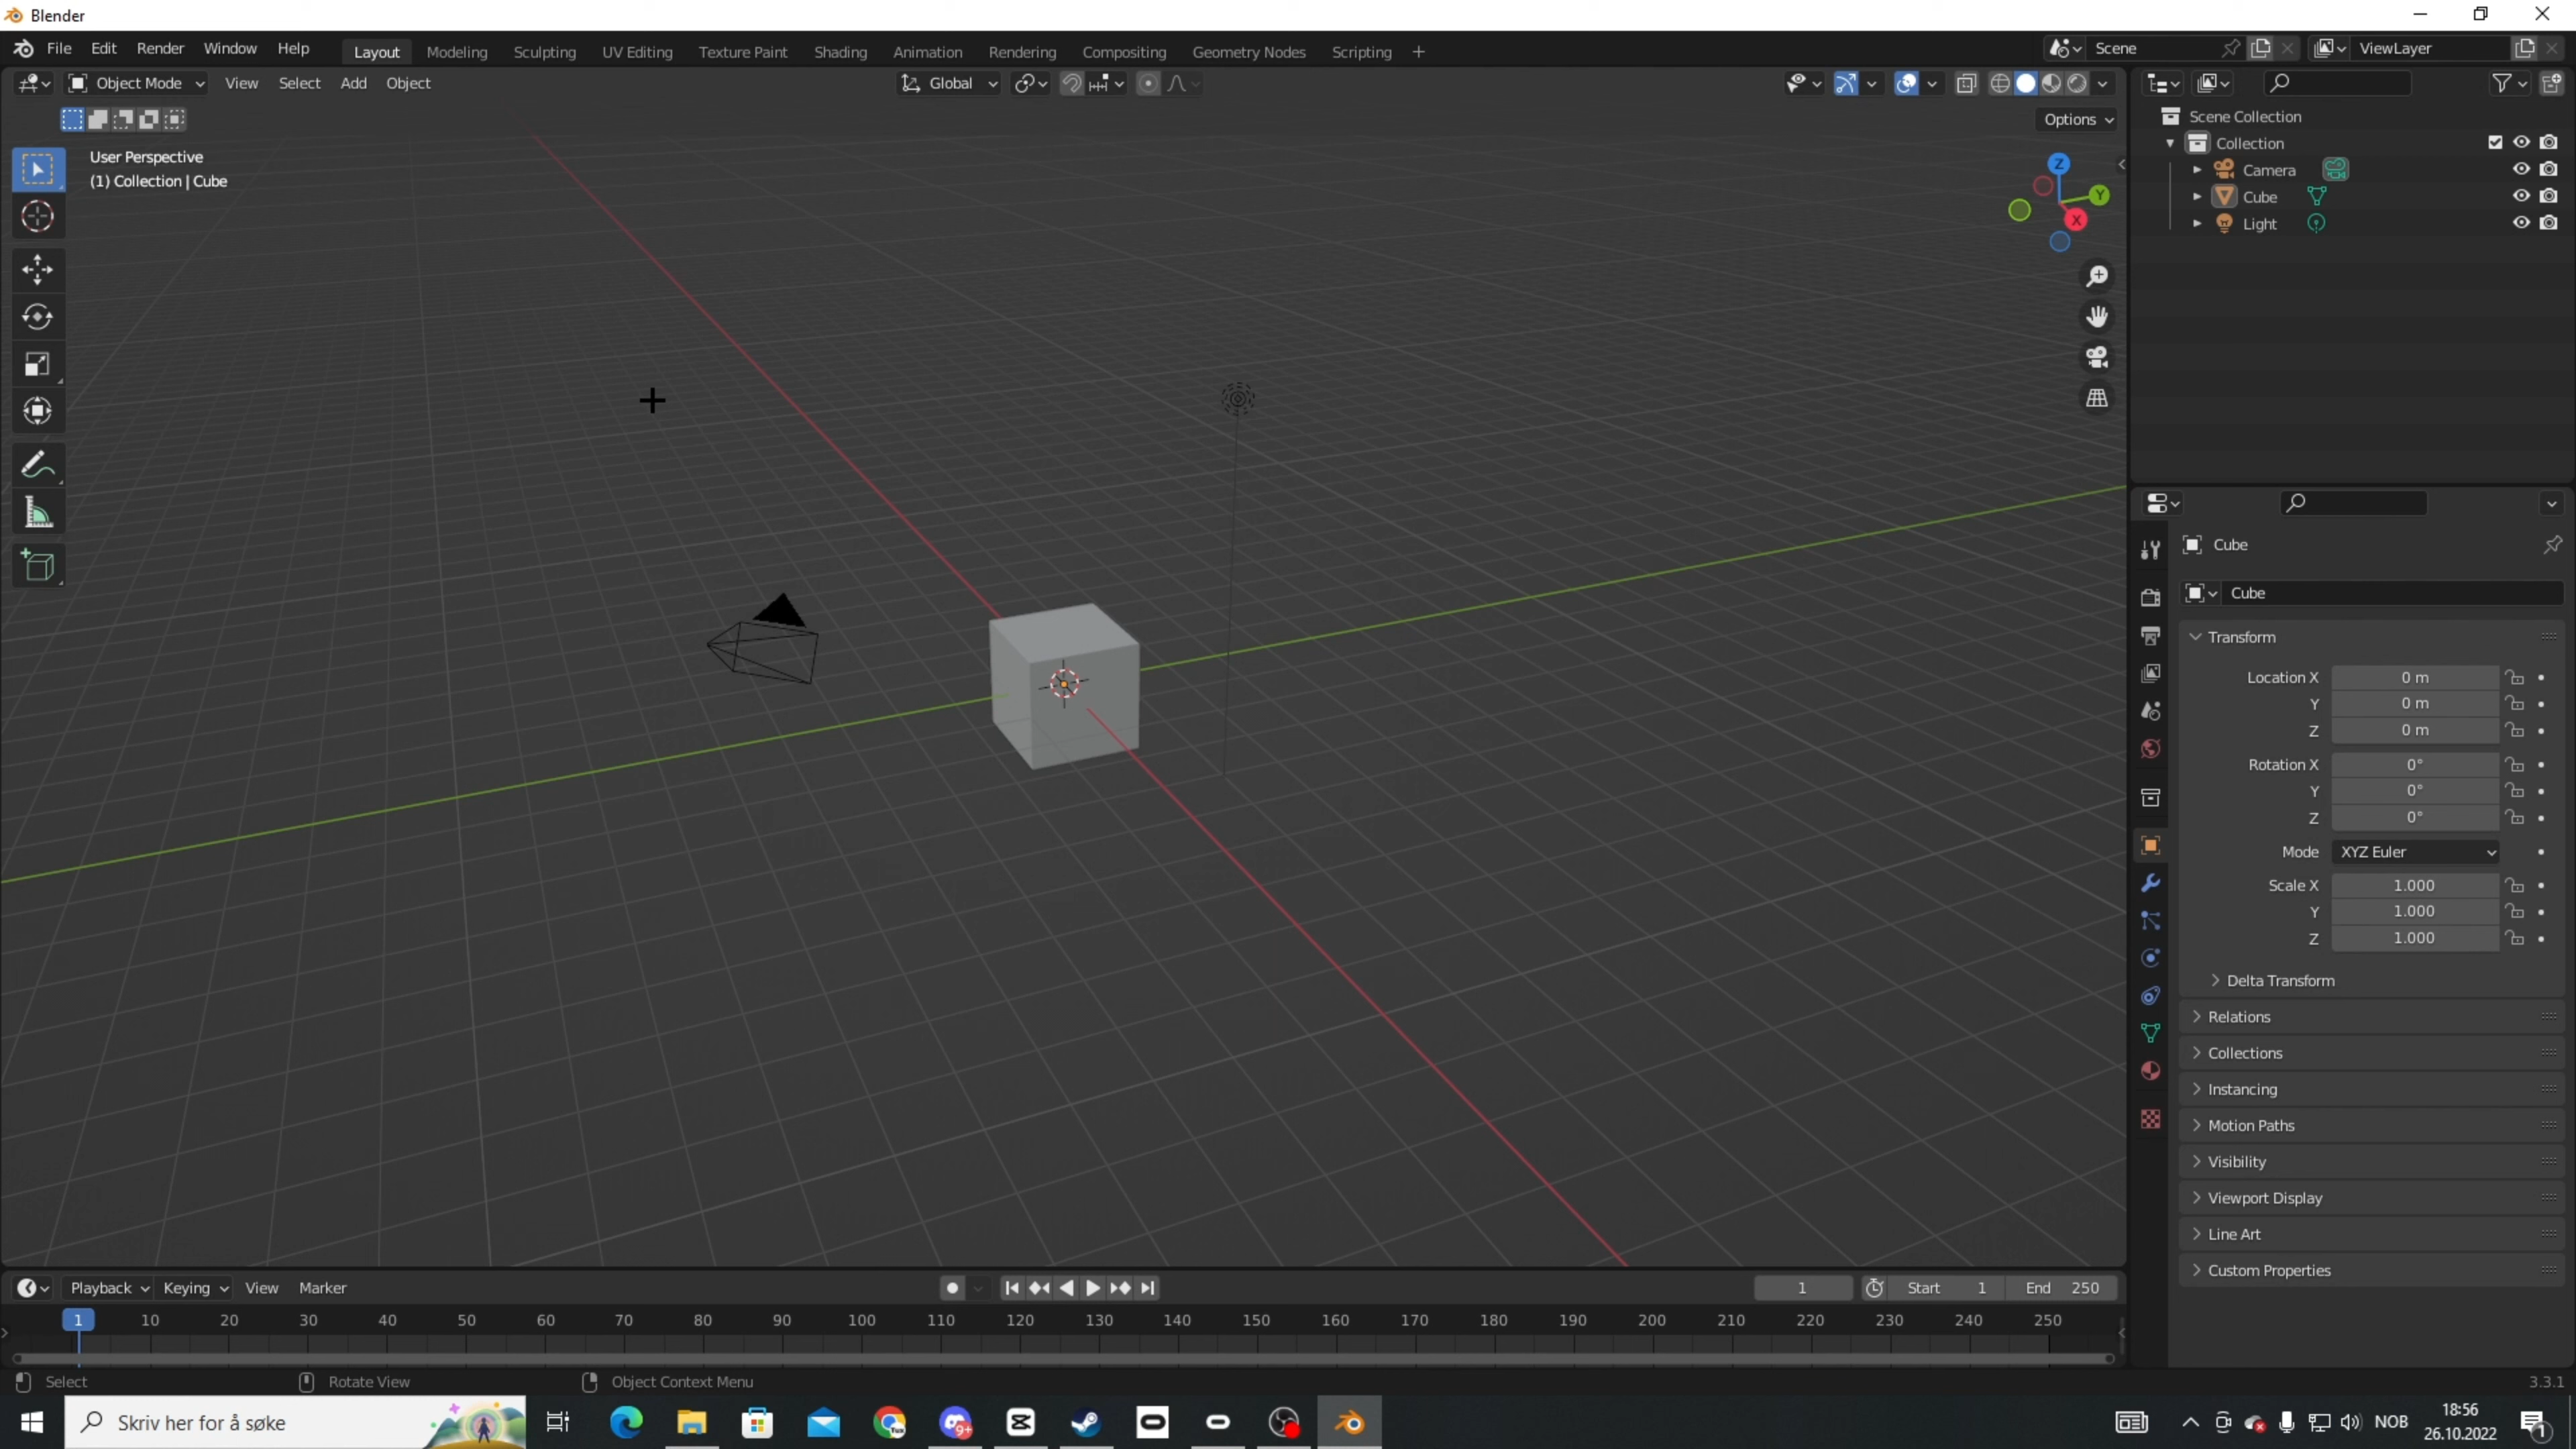 Blender
File Edit Render Window Help Layout Modeling Sculpting UV Editing Texture Paint Shading Animation Rendering Compositing Geometry Nodes Scripting + Scene ViewLayer
Object Mode View Select Add Object Global
Options
User Perspective
(1) Collection | Cube
Z
Y
X
Scene Collection
Collection
Camera
Cube
Light
Cube
Cube
Transform
Location X 0 m
Y 0 m
Z 0 m
Rotation X 0°
Y 0°
Z 0°
Mode XYZ Euler
Scale X 1.000
Y 1.000
Z 1.000
Delta Transform
Relations
Collections
Instancing
Motion Paths
Visibility
Viewport Display
Line Art
Custom Properties
Playback Keying View Marker 1 Start 1 End 250
1 10 20 30 40 50 60 70 80 90 100 110 120 130 140 150 160 170 180 190 200 210 220 230 240 250
Select Rotate View Object Context Menu 3.3.1
Skriv her for å søke 9+ NOB 18:56
26.10.2022 1